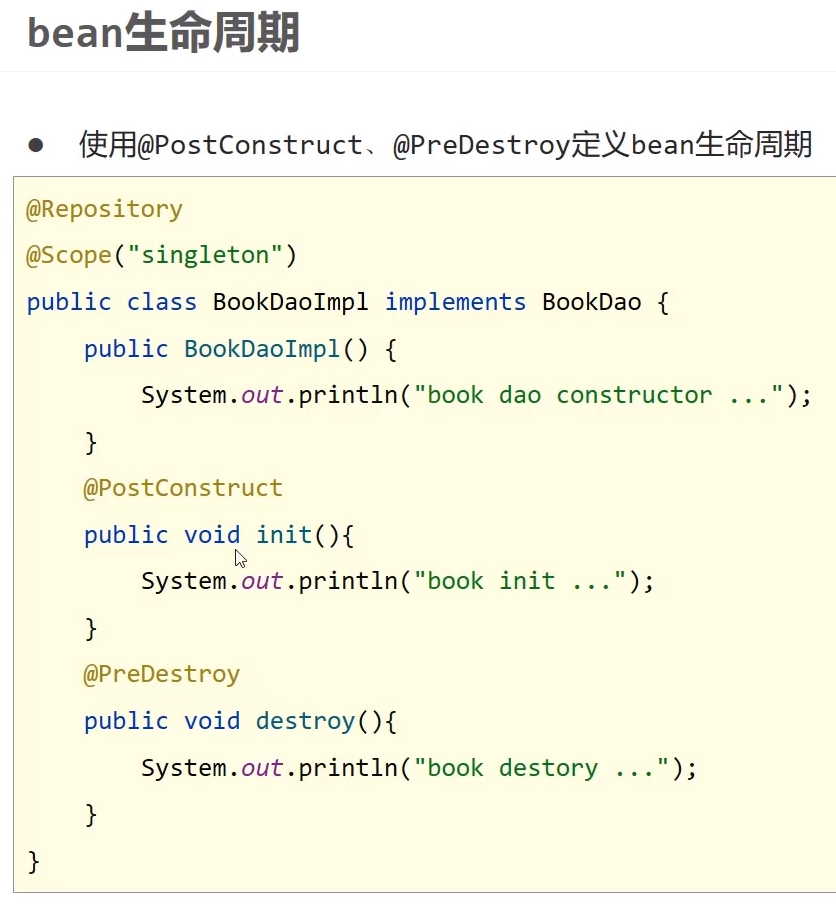 bean生命周期
● 使用@PostConstruct、@PreDestroy定义bean生命周期
@Repository
@Scope("singleton")
public class BookDaoImpl implements BookDao {
    public BookDaoImpl() {
        System.out.println("book dao constructor ...");
    }
    @PostConstruct
    public void init(){
        System.out.println("book init ...");
    }
    @PreDestroy
    public void destroy(){
        System.out.println("book destory ...");
    }
}